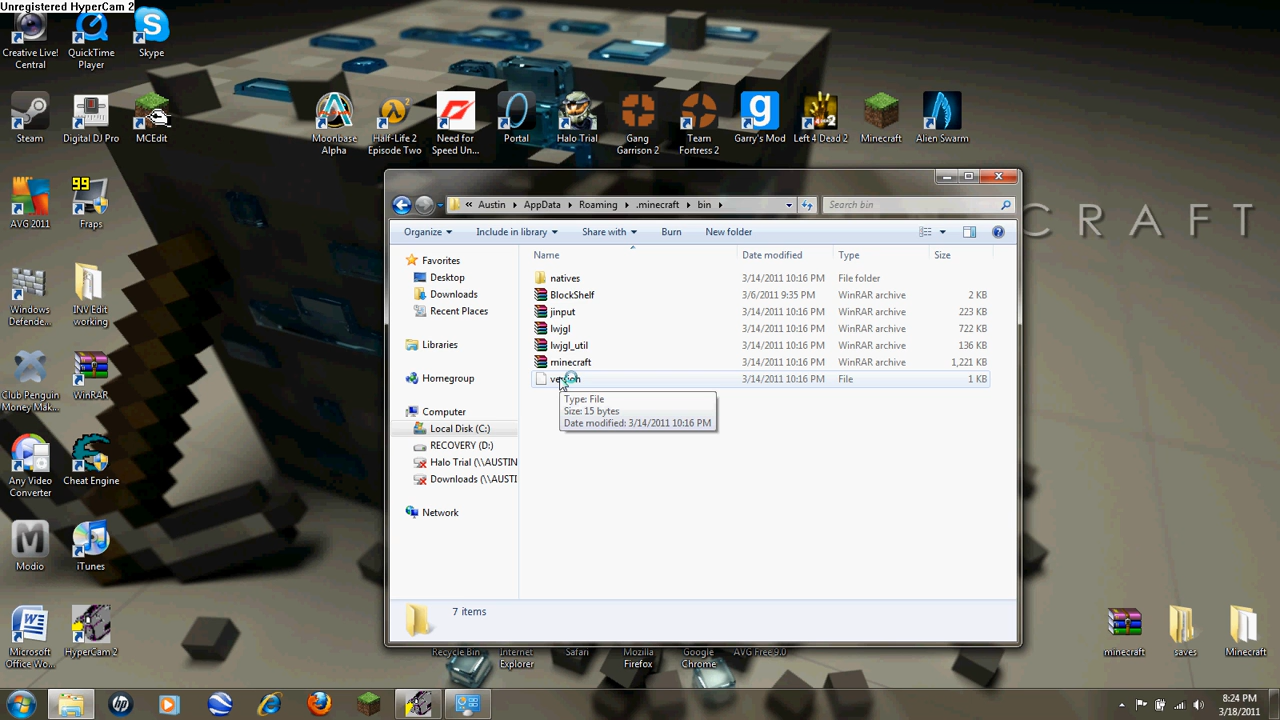 Unregistered HyperCam 2
Creative Live! Central
QuickTime Player
Skype
Steam
Digital DJ Pro
MCEdit
Moonbase Alpha
Half-Life 2 Episode Two
Need for Speed Un...
Portal
Halo Trial
Gang Garrison 2
Team Fortress 2
Garry's Mod
Left 4 Dead 2
Minecraft
Alien Swarm
AVG 2011
99
Fraps
CRAFT
Windows Defende...
INV Edit working
Club Penguin Money Mak...
WinRAR
Any Video Converter
Cheat Engine
Modio
iTunes
Microsoft Office Wo...
HyperCam 2
« Austin AppData Roaming .minecraft bin
Search bin
Organize Include in library Share with Burn New folder
Favorites
Desktop
Downloads
Recent Places
Libraries
Homegroup
Computer
Local Disk (C:)
RECOVERY (D:)
Halo Trial (\\AUSTIN
Downloads (\\AUSTI
Network
Name Date modified Type Size
natives 3/14/2011 10:16 PM File folder
BlockShelf 3/6/2011 9:35 PM WinRAR archive 2 KB
jinput 3/14/2011 10:16 PM WinRAR archive 223 KB
lwjgl 3/14/2011 10:16 PM WinRAR archive 722 KB
lwjgl_util 3/14/2011 10:16 PM WinRAR archive 136 KB
minecraft 3/14/2011 10:16 PM WinRAR archive 1,221 KB
version 3/14/2011 10:16 PM File 1 KB
Type: File
Size: 15 bytes
Date modified: 3/14/2011 10:16 PM
7 items
Recycle Bin
Internet Explorer
Safari
Mozilla Firefox
Google Chrome
AVG Free 9.0
minecraft
saves
Minecraft
8:24 PM
3/18/2011